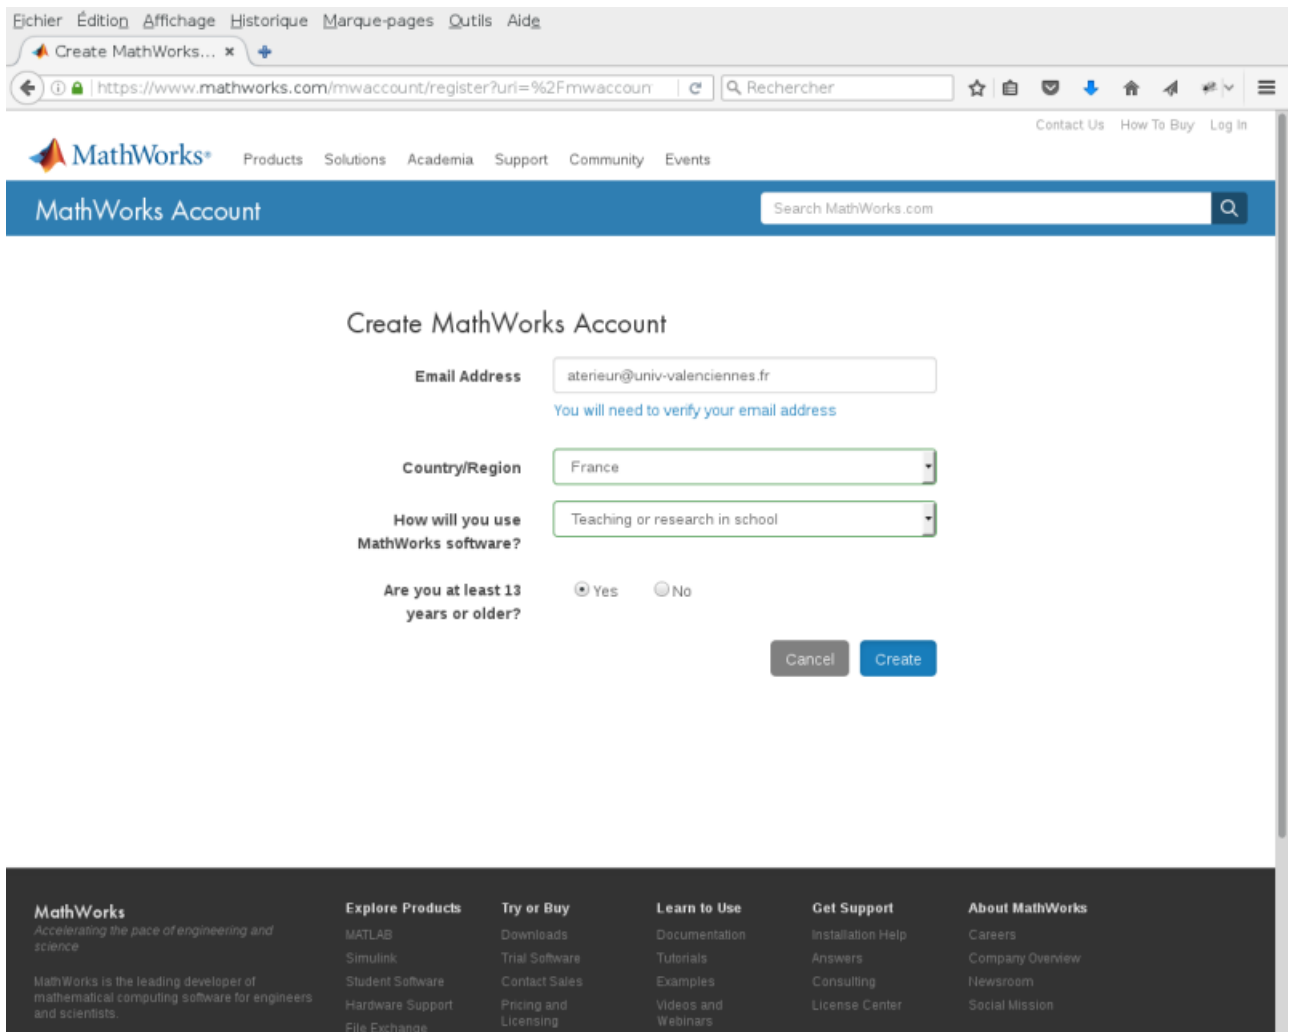 Fichier Édition Affichage Historique Marque-pages Outils Aide
Create MathWorks... ×
https://www.mathworks.com/mwaccount/register?uri=%2Fmwaccoun
Rechercher
Contact Us How To Buy Log In
MathWorks® Products Solutions Academia Support Community Events
MathWorks Account
Search MathWorks.com
Create MathWorks Account
Email Address
aterieur@univ-valenciennes.fr
You will need to verify your email address
Country/Region
France
How will you use
MathWorks software?
Teaching or research in school
Are you at least 13
years or older?
Yes No
Cancel Create
MathWorks
Accelerating the pace of engineering and
science
MathWorks is the leading developer of
mathematical computing software for engineers
and scientists.
Explore Products
MATLAB
Simulink
Student Software
Hardware Support
File Exchange
Try or Buy
Downloads
Trial Software
Contact Sales
Pricing and
Licensing
Learn to Use
Documentation
Tutorials
Examples
Videos and
Webinars
Get Support
Installation Help
Answers
Consulting
License Center
About MathWorks
Careers
Company Overview
Newsroom
Social Mission